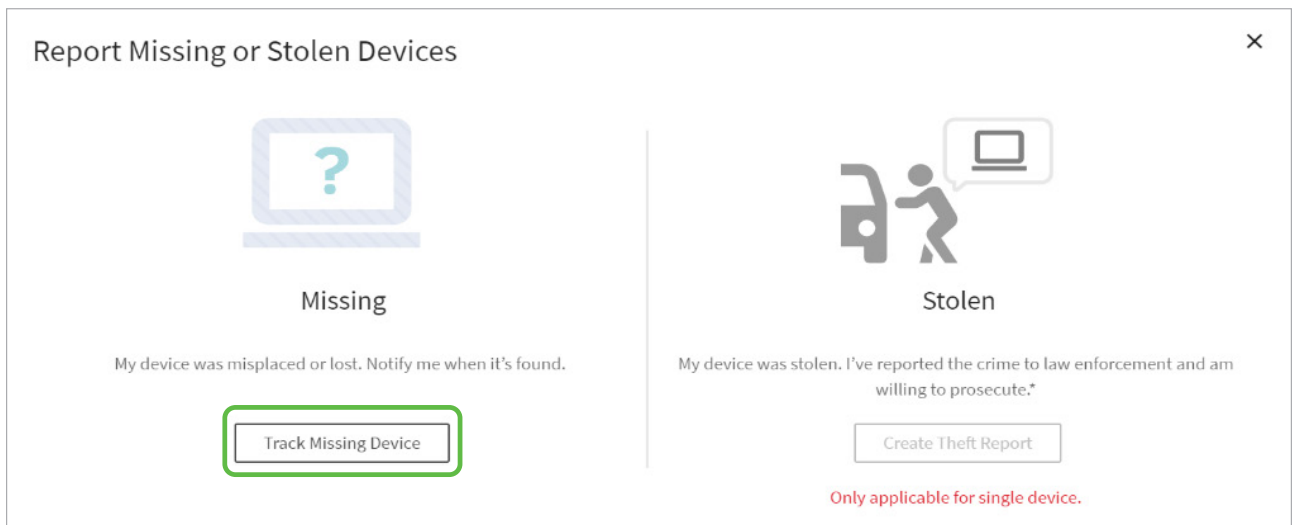 Report Missing or Stolen Devices
?
Missing
My device was misplaced or lost. Notify me when it’s found.
Track Missing Device
Stolen
My device was stolen. I’ve reported the crime to law enforcement and am
willing to prosecute.*
Create Theft Report
Only applicable for single device.